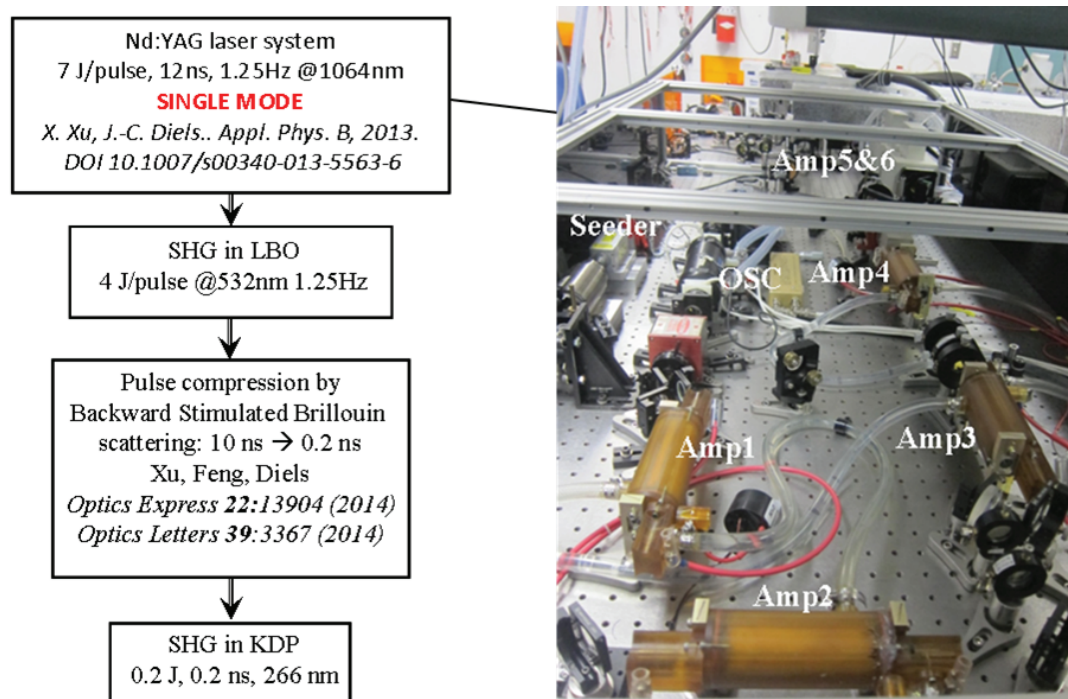 Nd:YAG laser system
7 J/pulse, 12ns, 1.25Hz @1064nm
SINGLE MODE
X. Xu, J.-C. Diels.. Appl. Phys. B, 2013.
DOI 10.1007/s00340-013-5563-6
SHG in LBO
4 J/pulse @532nm 1.25Hz
Pulse compression by
Backward Stimulated Brillouin
scattering: 10 ns → 0.2 ns
Xu, Feng, Diels
Optics Express 22:13904 (2014)
Optics Letters 39:3367 (2014)
SHG in KDP
0.2 J, 0.2 ns, 266 nm
Amp5&6
Seeder
OSC
Amp4
Amp1
Amp3
Amp2